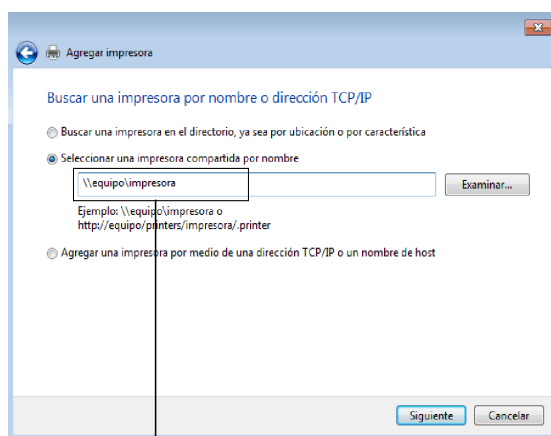 Agregar impresora
Buscar una impresora por nombre o dirección TCP/IP
Buscar una impresora en el directorio, ya sea por ubicación o por característica
Seleccionar una impresora compartida por nombre
\\equipo\impresora
Examinar...
Ejemplo: \\equipo\impresora o
http://equipo/printers/impresora/.printer
Agregar una impresora por medio de una dirección TCP/IP o un nombre de host
Siguiente
Cancelar